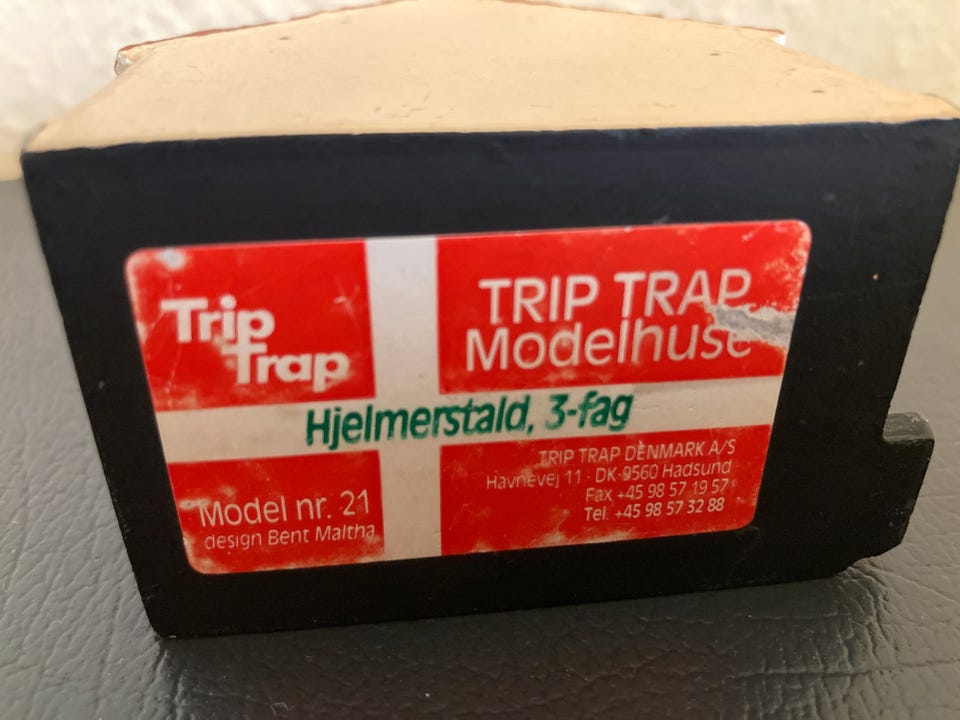 Trip
Trap
TRIP TRAP
Modelhuse
Hjelmerstald, 3-fag
Model nr. 21
design Bent Maltha
TRIP TRAP DENMARK A/S
Havnevej 11 · DK-9560 Hadsund
Fax +45 98 57 19 57
Tel. +45 98 57 32 88